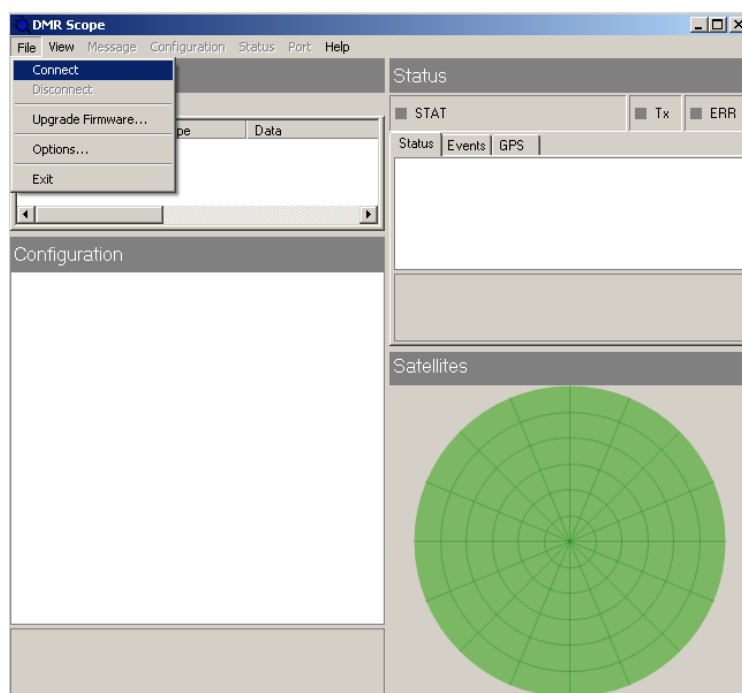 DMR Scope
File View Message Configuration Status Port Help
Connect
Disconnect
Upgrade Firmware...
Options...
Exit
pe Data
Status
STAT Tx ERR
Status Events GPS
Configuration
Satellites